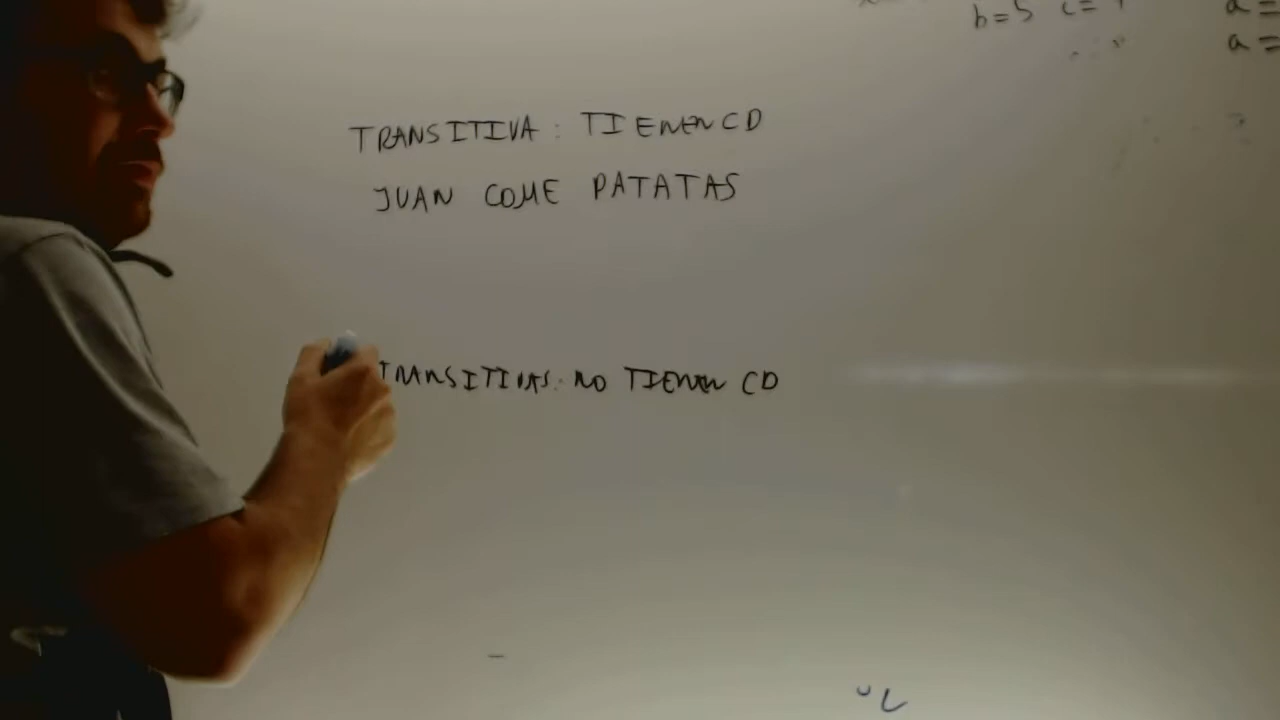 b=5 c=
a=
a=
TRANSITIVA: TIENEN CD
JUAN COME PATATAS
TRANSITIVAS: NO TIENEN CD